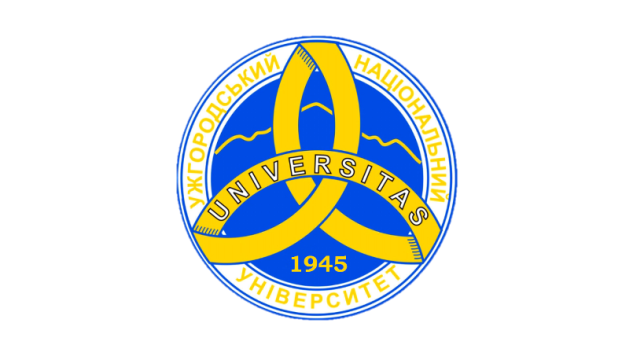 УЖГОРОДСЬКИЙ
НАЦІОНАЛЬНИЙ
УНІВЕРСИТЕТ
UNIVERSITAS
1945